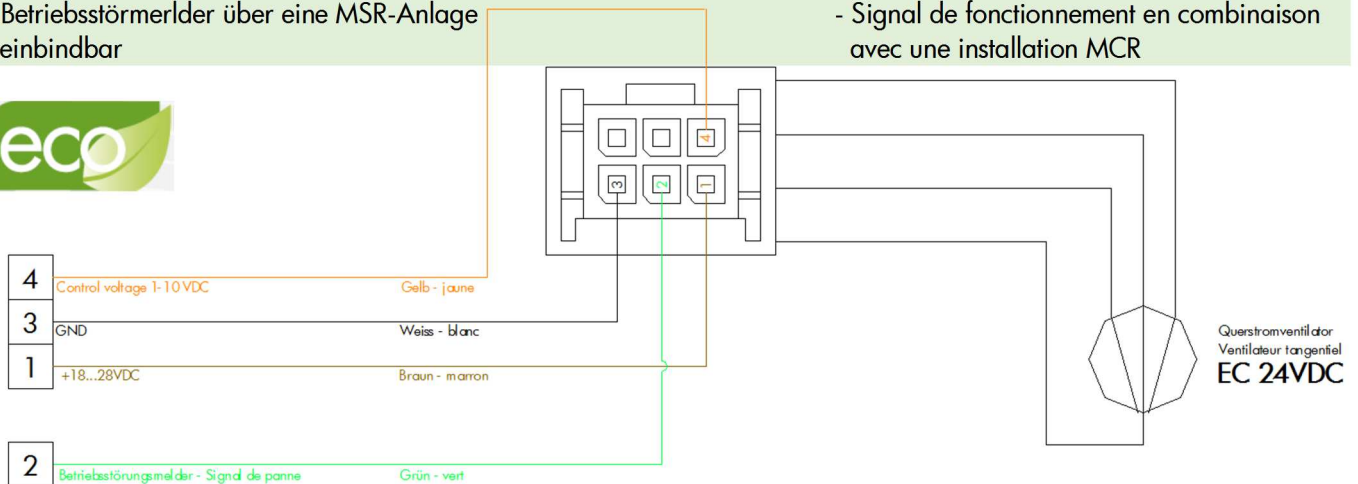 Betriebsstörmerlder über eine MSR-Anlage
einbindbar
- Signal de fonctionnement en combinaison
avec une installation MCR
eco
4
3
2
1
4 Control voltage 1-10 VDC Gelb - jaune
3 GND Weiss - blanc
1 +18...28VDC Braun - marron
2 Betriebsstörungsmelder - Signal de panne Grün - vert
Querstromventilator
Ventilateur tangentiel
EC 24VDC